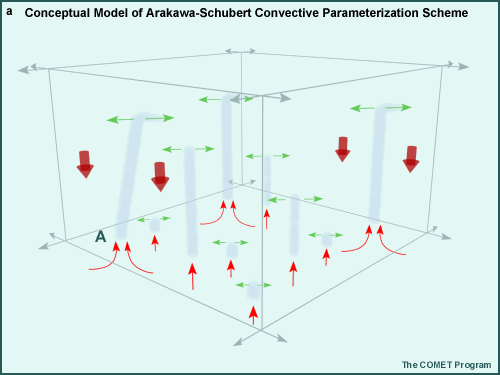 a Conceptual Model of Arakawa-Schubert Convective Parameterization Scheme
A
The COMET Program